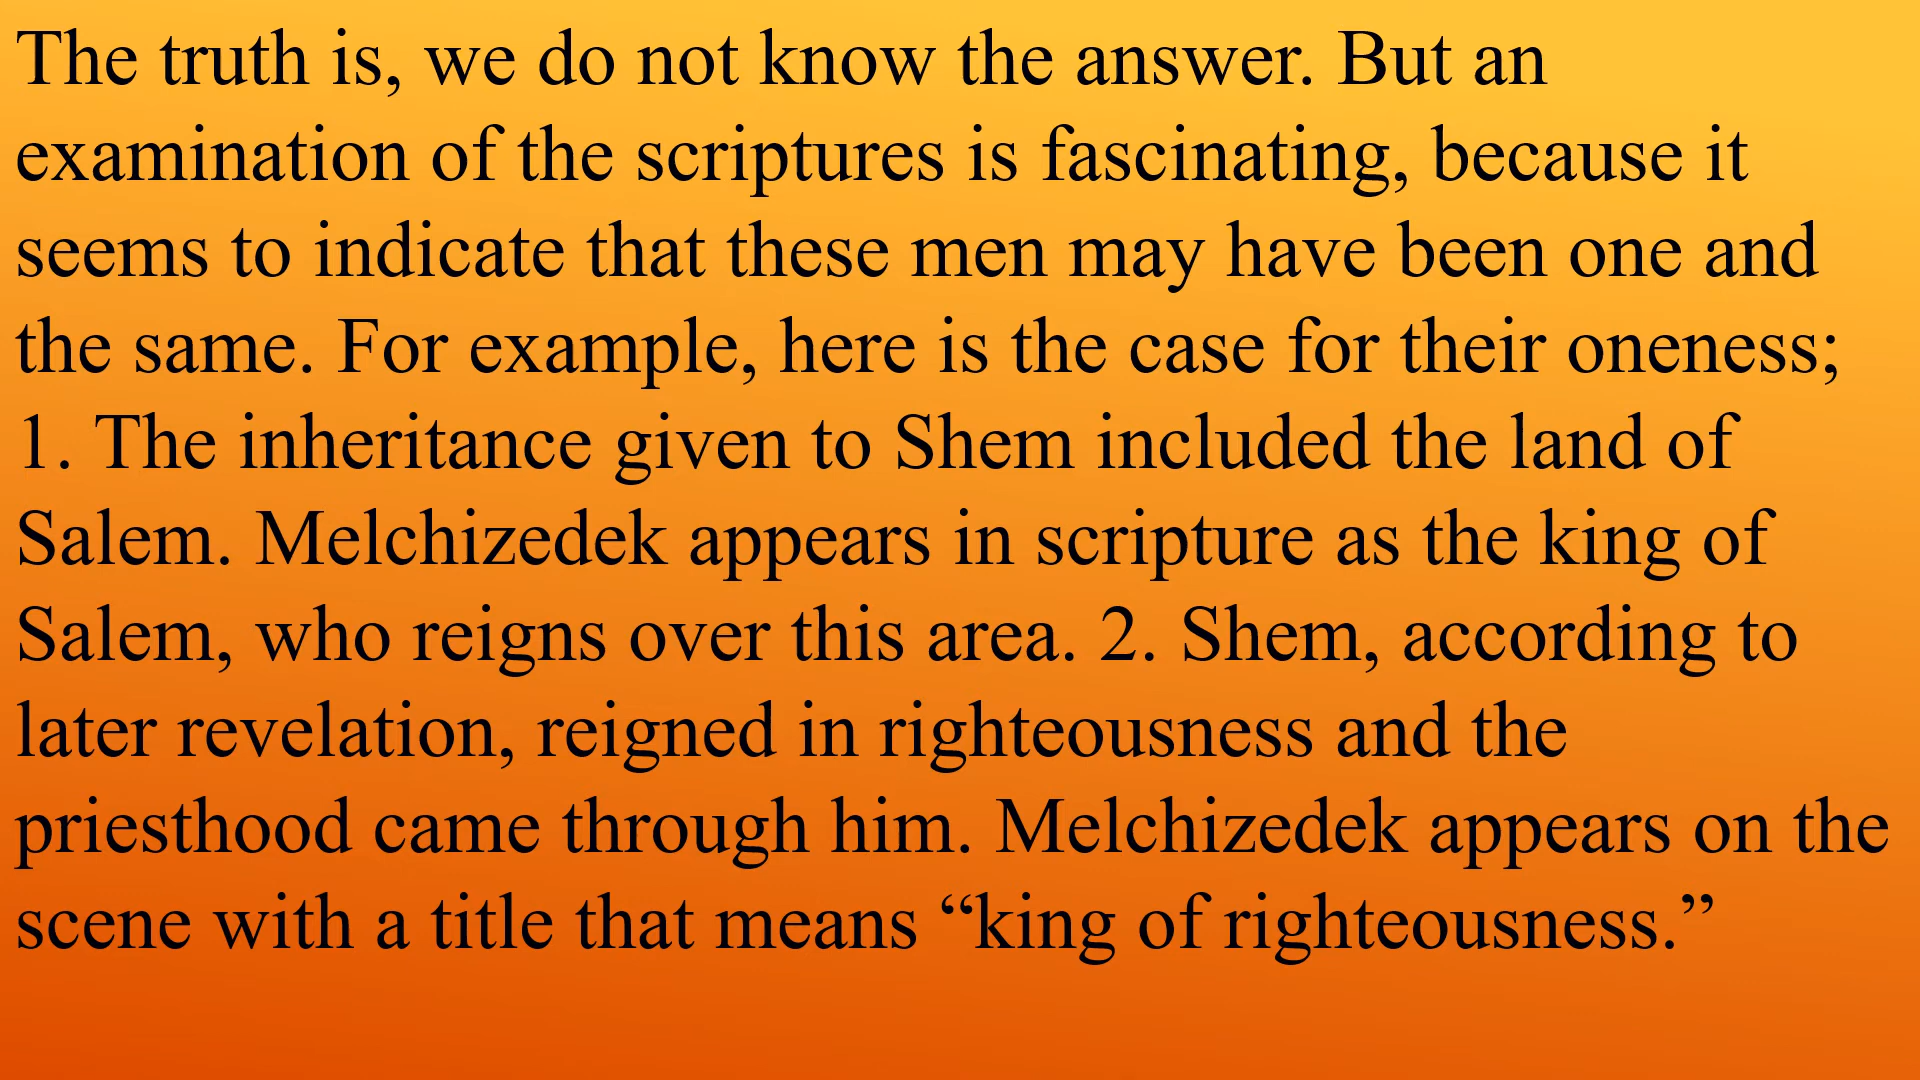 The truth is, we do not know the answer. But an
examination of the scriptures is fascinating, because it
seems to indicate that these men may have been one and
the same. For example, here is the case for their oneness;
1. The inheritance given to Shem included the land of
Salem. Melchizedek appears in scripture as the king of
Salem, who reigns over this area. 2. Shem, according to
later revelation, reigned in righteousness and the
priesthood came through him. Melchizedek appears on the
scene with a title that means “king of righteousness.”